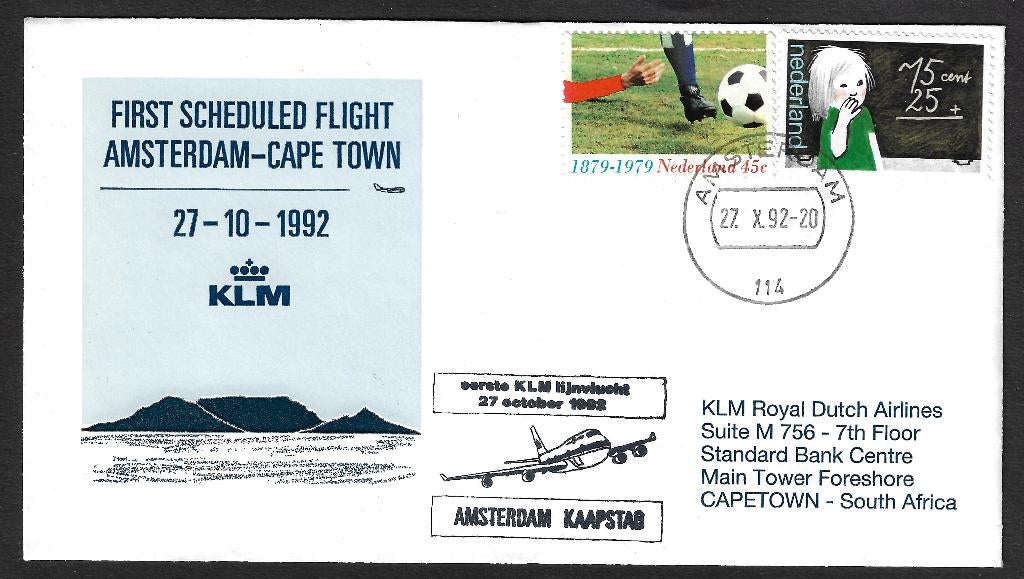 FIRST SCHEDULED FLIGHT
AMSTERDAM-CAPE TOWN
27-10-1992
KLM
1879-1979 Nederland 45c
nederland
75 cent
25 +
AMSTERDAM
27. X.92-20
114
eerste KLM lijnvlucht
27 october 1992
AMSTERDAM KAAPSTAD
KLM Royal Dutch Airlines
Suite M 756 - 7th Floor
Standard Bank Centre
Main Tower Foreshore
CAPETOWN - South Africa